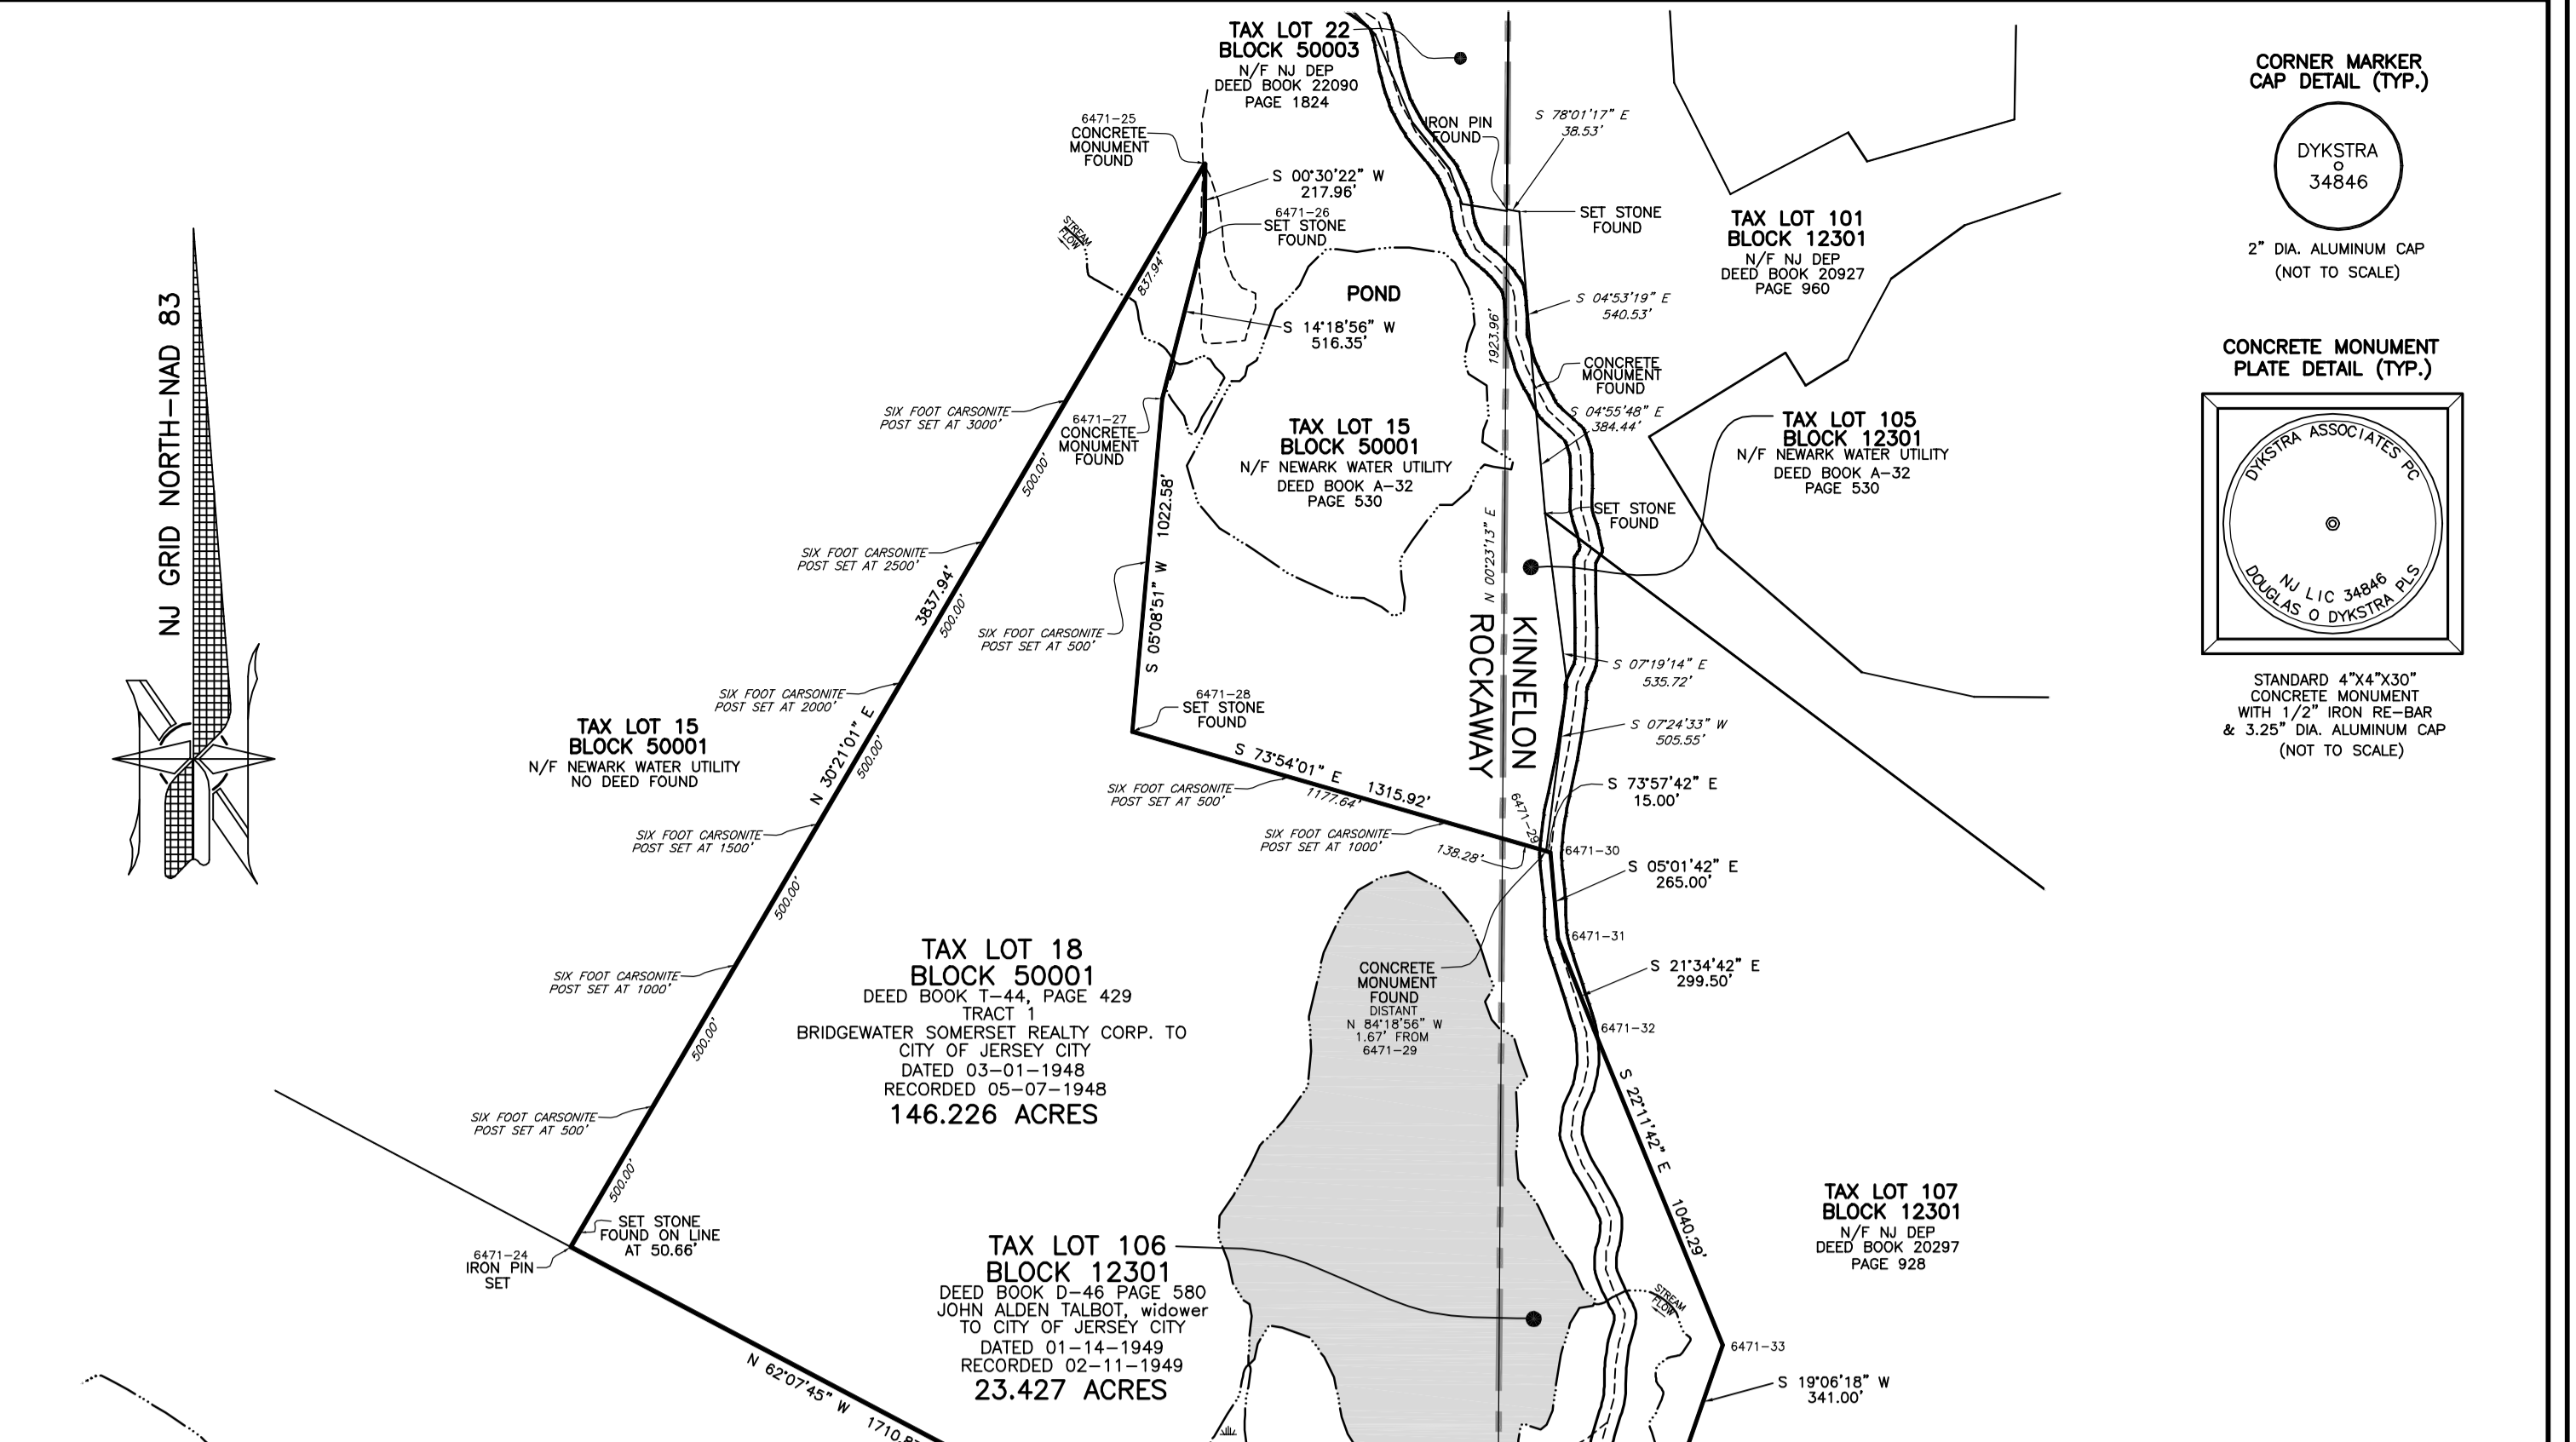 TAX LOT 22
BLOCK 50003
N/F NJ DEP
DEED BOOK 22090
PAGE 1824
6471-25
CONCRETE
MONUMENT
FOUND
S 00°30'22" W
217.96'
6471-26
SET STONE
FOUND
STREAM
FLOW
837.94'
IRON PIN
FOUND
S 78°01'17" E
38.53'
SET STONE
FOUND
TAX LOT 101
BLOCK 12301
N/F NJ DEP
DEED BOOK 20927
PAGE 960
CORNER MARKER
CAP DETAIL (TYP.)
DYKSTRA
34846
2" DIA. ALUMINUM CAP
(NOT TO SCALE)
NJ GRID NORTH-NAD 83
POND
S 14°18'56" W
516.35'
1923.96'
S 04°53'19" E
540.53'
CONCRETE
MONUMENT
FOUND
S 04°55'48" E
384.44'
CONCRETE MONUMENT
PLATE DETAIL (TYP.)
DYKSTRA ASSOCIATES PC
NJ LIC 34846
DOUGLAS O DYKSTRA PLS
STANDARD 4"X4"X30"
CONCRETE MONUMENT
WITH 1/2" IRON RE-BAR
& 3.25" DIA. ALUMINUM CAP
(NOT TO SCALE)
SIX FOOT CARSONITE
POST SET AT 3000'
6471-27
CONCRETE
MONUMENT
FOUND
500.00'
TAX LOT 15
BLOCK 50001
N/F NEWARK WATER UTILITY
DEED BOOK A-32
PAGE 530
TAX LOT 105
BLOCK 12301
N/F NEWARK WATER UTILITY
DEED BOOK A-32
PAGE 530
SET STONE
FOUND
N 00°23'13" E
SIX FOOT CARSONITE
POST SET AT 2500'
3837.94'
500.00'
S 05°08'51" W 1022.58'
SIX FOOT CARSONITE
POST SET AT 500'
KINNELON
ROCKAWAY
S 07°19'14" E
535.72'
SIX FOOT CARSONITE
POST SET AT 2000'
6471-28
SET STONE
FOUND
S 07°24'33" W
505.55'
TAX LOT 15
BLOCK 50001
N/F NEWARK WATER UTILITY
NO DEED FOUND
N 30°21'01" E
500.00'
S 73°54'01" E 1315.92'
SIX FOOT CARSONITE
POST SET AT 500'
1177.64'
S 73°57'42" E
15.00'
6471-29
SIX FOOT CARSONITE
POST SET AT 1500'
SIX FOOT CARSONITE
POST SET AT 1000'
138.28'
6471-30
S 05°01'42" E
265.00'
500.00'
6471-31
TAX LOT 18
BLOCK 50001
DEED BOOK T-44, PAGE 429
TRACT 1
BRIDGEWATER SOMERSET REALTY CORP. TO
CITY OF JERSEY CITY
DATED 03-01-1948
RECORDED 05-07-1948
146.226 ACRES
SIX FOOT CARSONITE
POST SET AT 1000'
CONCRETE
MONUMENT
FOUND
DISTANT
N 84°18'56" W
1.67' FROM
6471-29
S 21°34'42" E
299.50'
6471-32
500.00'
SIX FOOT CARSONITE
POST SET AT 500'
S 22°11'42" E 1040.29'
500.00'
SET STONE
FOUND ON LINE
AT 50.66'
6471-24
IRON PIN
SET
TAX LOT 107
BLOCK 12301
N/F NJ DEP
DEED BOOK 20297
PAGE 928
TAX LOT 106
BLOCK 12301
DEED BOOK D-46 PAGE 580
JOHN ALDEN TALBOT, widower
TO CITY OF JERSEY CITY
DATED 01-14-1949
RECORDED 02-11-1949
23.427 ACRES
STREAM
FLOW
6471-33
S 19°06'18" W
341.00'
N 62°07'45" W